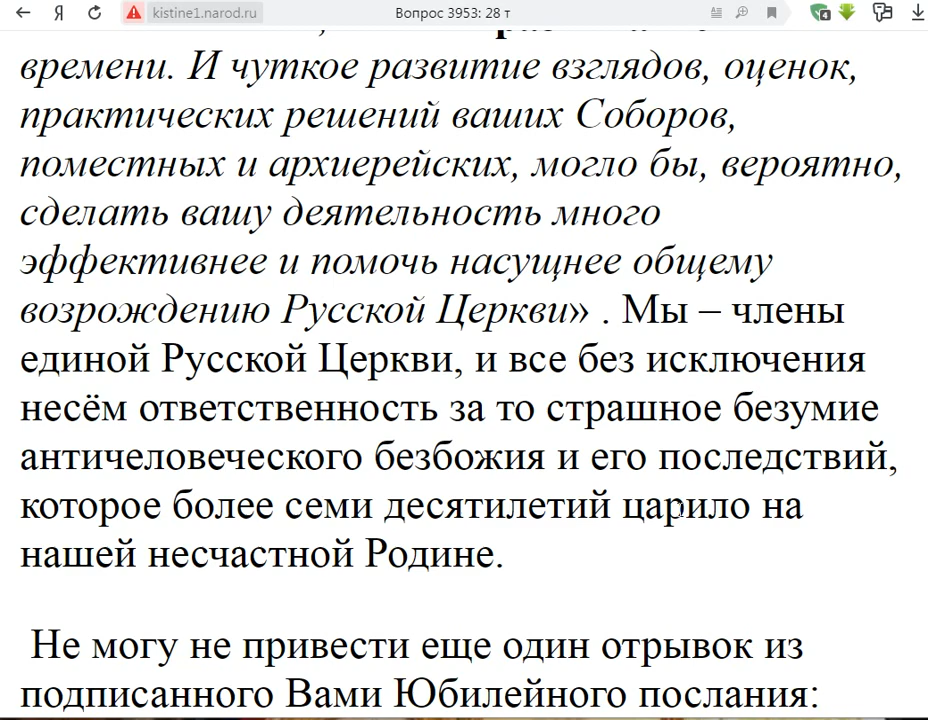 Я
kistine1.narod.ru
Вопрос 3953: 28 т
4
времени. И чуткое развитие взглядов, оценок,
практических решений ваших Соборов,
поместных и архиерейских, могло бы, вероятно,
сделать вашу деятельность много
эффективнее и помочь насущнее общему
возрождению Русской Церкви» . Мы – члены
единой Русской Церкви, и все без исключения
несём ответственность за то страшное безумие
античеловеческого безбожия и его последствий,
которое более семи десятилетий царило на
нашей несчастной Родине.
Не могу не привести еще один отрывок из
подписанного Вами Юбилейного послания: